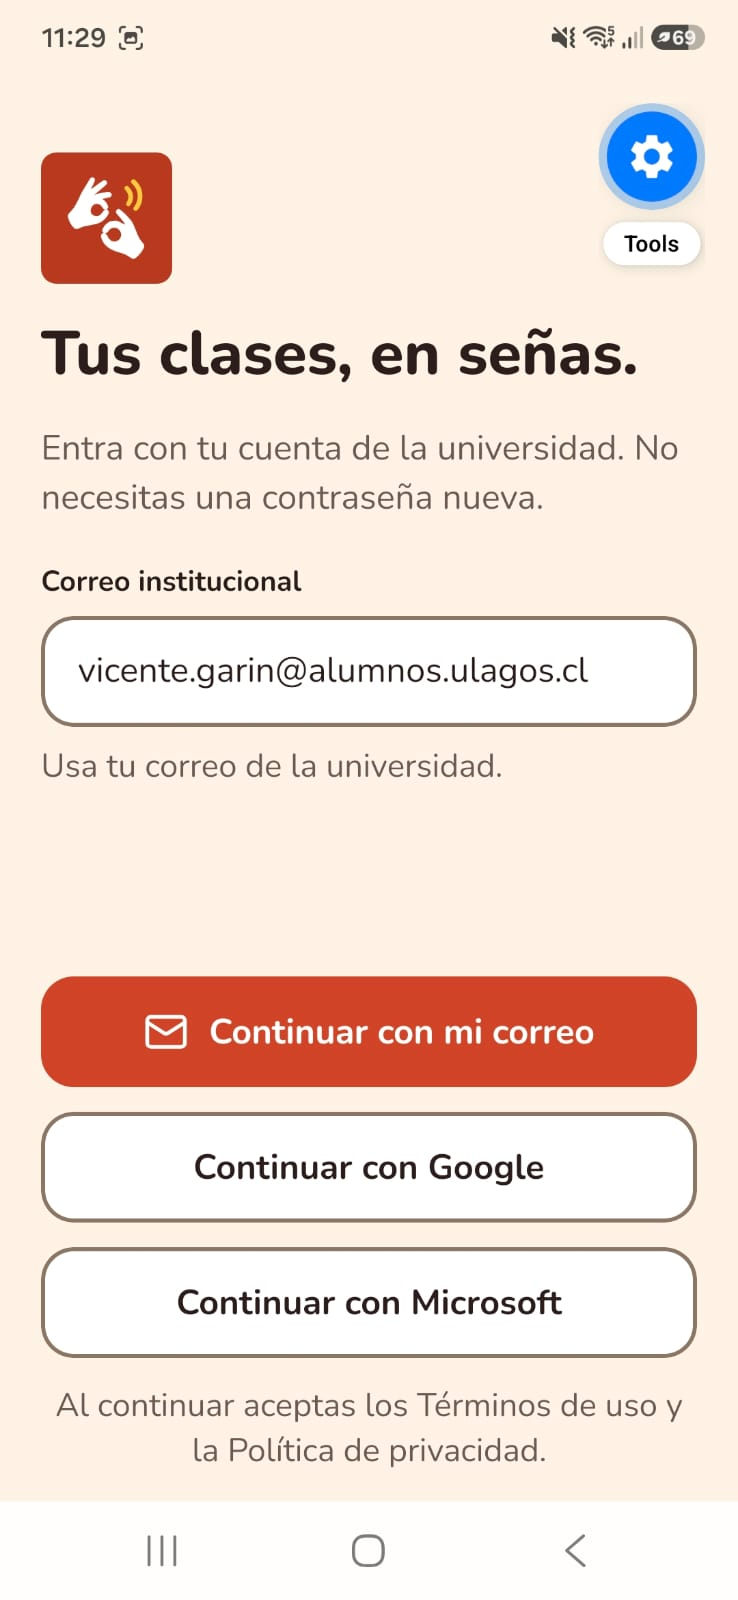 11:29
5
69
Tools
Tus clases, en señas.
Entra con tu cuenta de la universidad. No
necesitas una contraseña nueva.
Correo institucional
vicente.garin@alumnos.ulagos.cl
Usa tu correo de la universidad.
Continuar con mi correo
Continuar con Google
Continuar con Microsoft
Al continuar aceptas los Términos de uso y
la Política de privacidad.